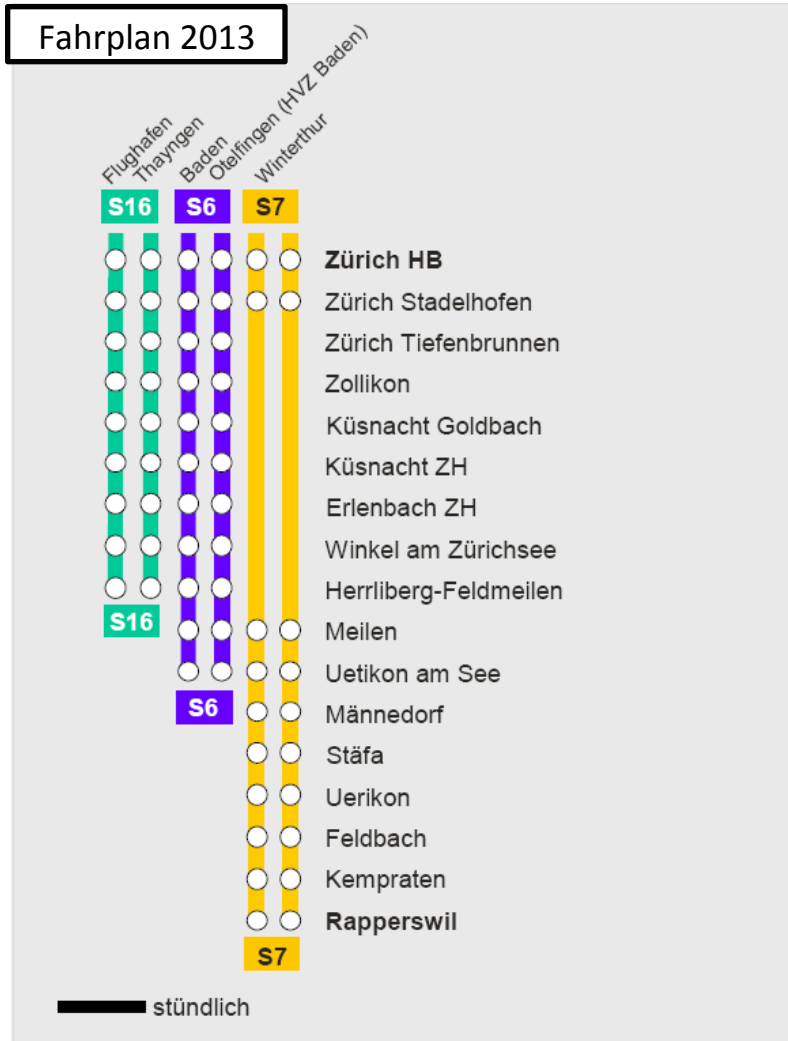 Fahrplan 2013
Flughafen
Thayngen
Baden
Otelfingen (HVZ Baden)
Winterthur
S16 S6 S7
Zürich HB
Zürich Stadelhofen
Zürich Tiefenbrunnen
Zollikon
Küsnacht Goldbach
Küsnacht ZH
Erlenbach ZH
Winkel am Zürichsee
Herrliberg-Feldmeilen
S16
Meilen
Uetikon am See
S6
Männedorf
Stäfa
Uerikon
Feldbach
Kempraten
Rapperswil
S7
stündlich